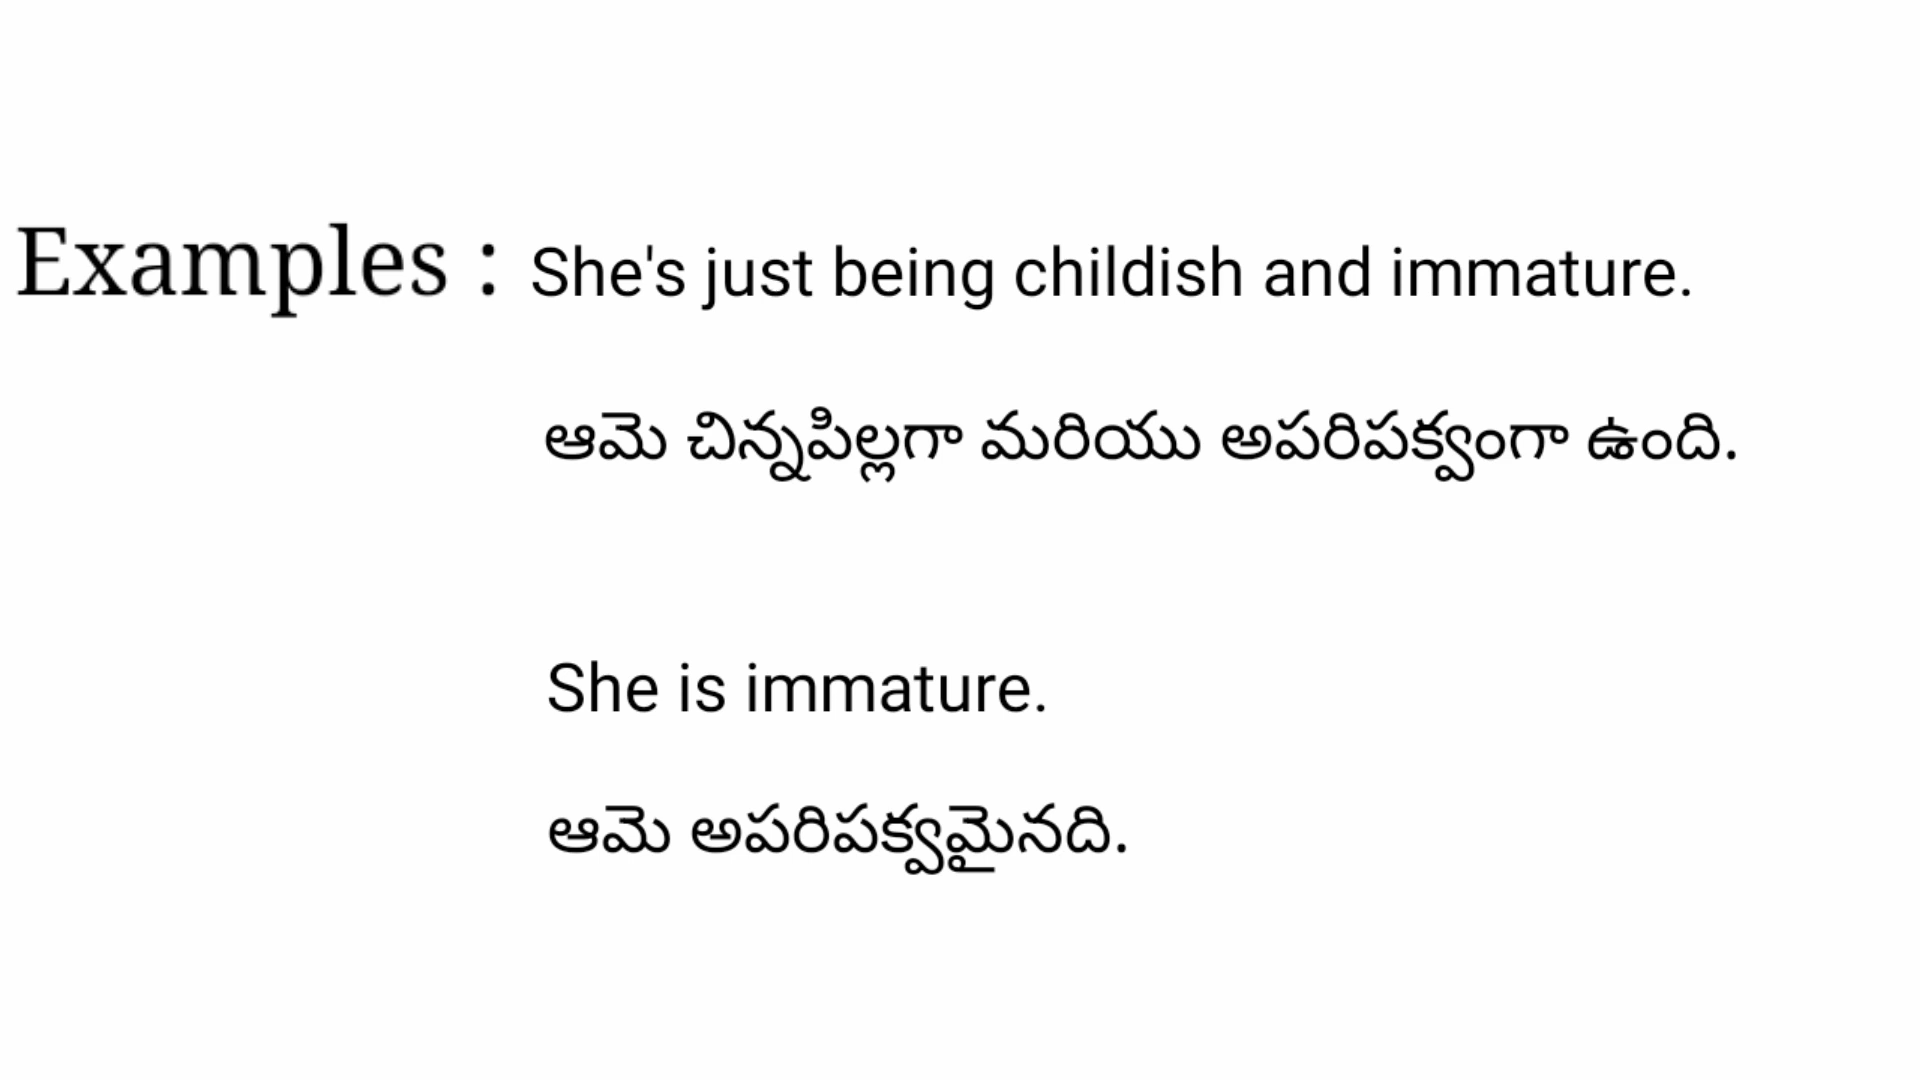 Examples : She's just being childish and immature.
ఆమె చిన్నపిల్లగా మరియు అపరిపక్వంగా ఉంది.
She is immature.
ఆమె అపరిపక్వమైనది.